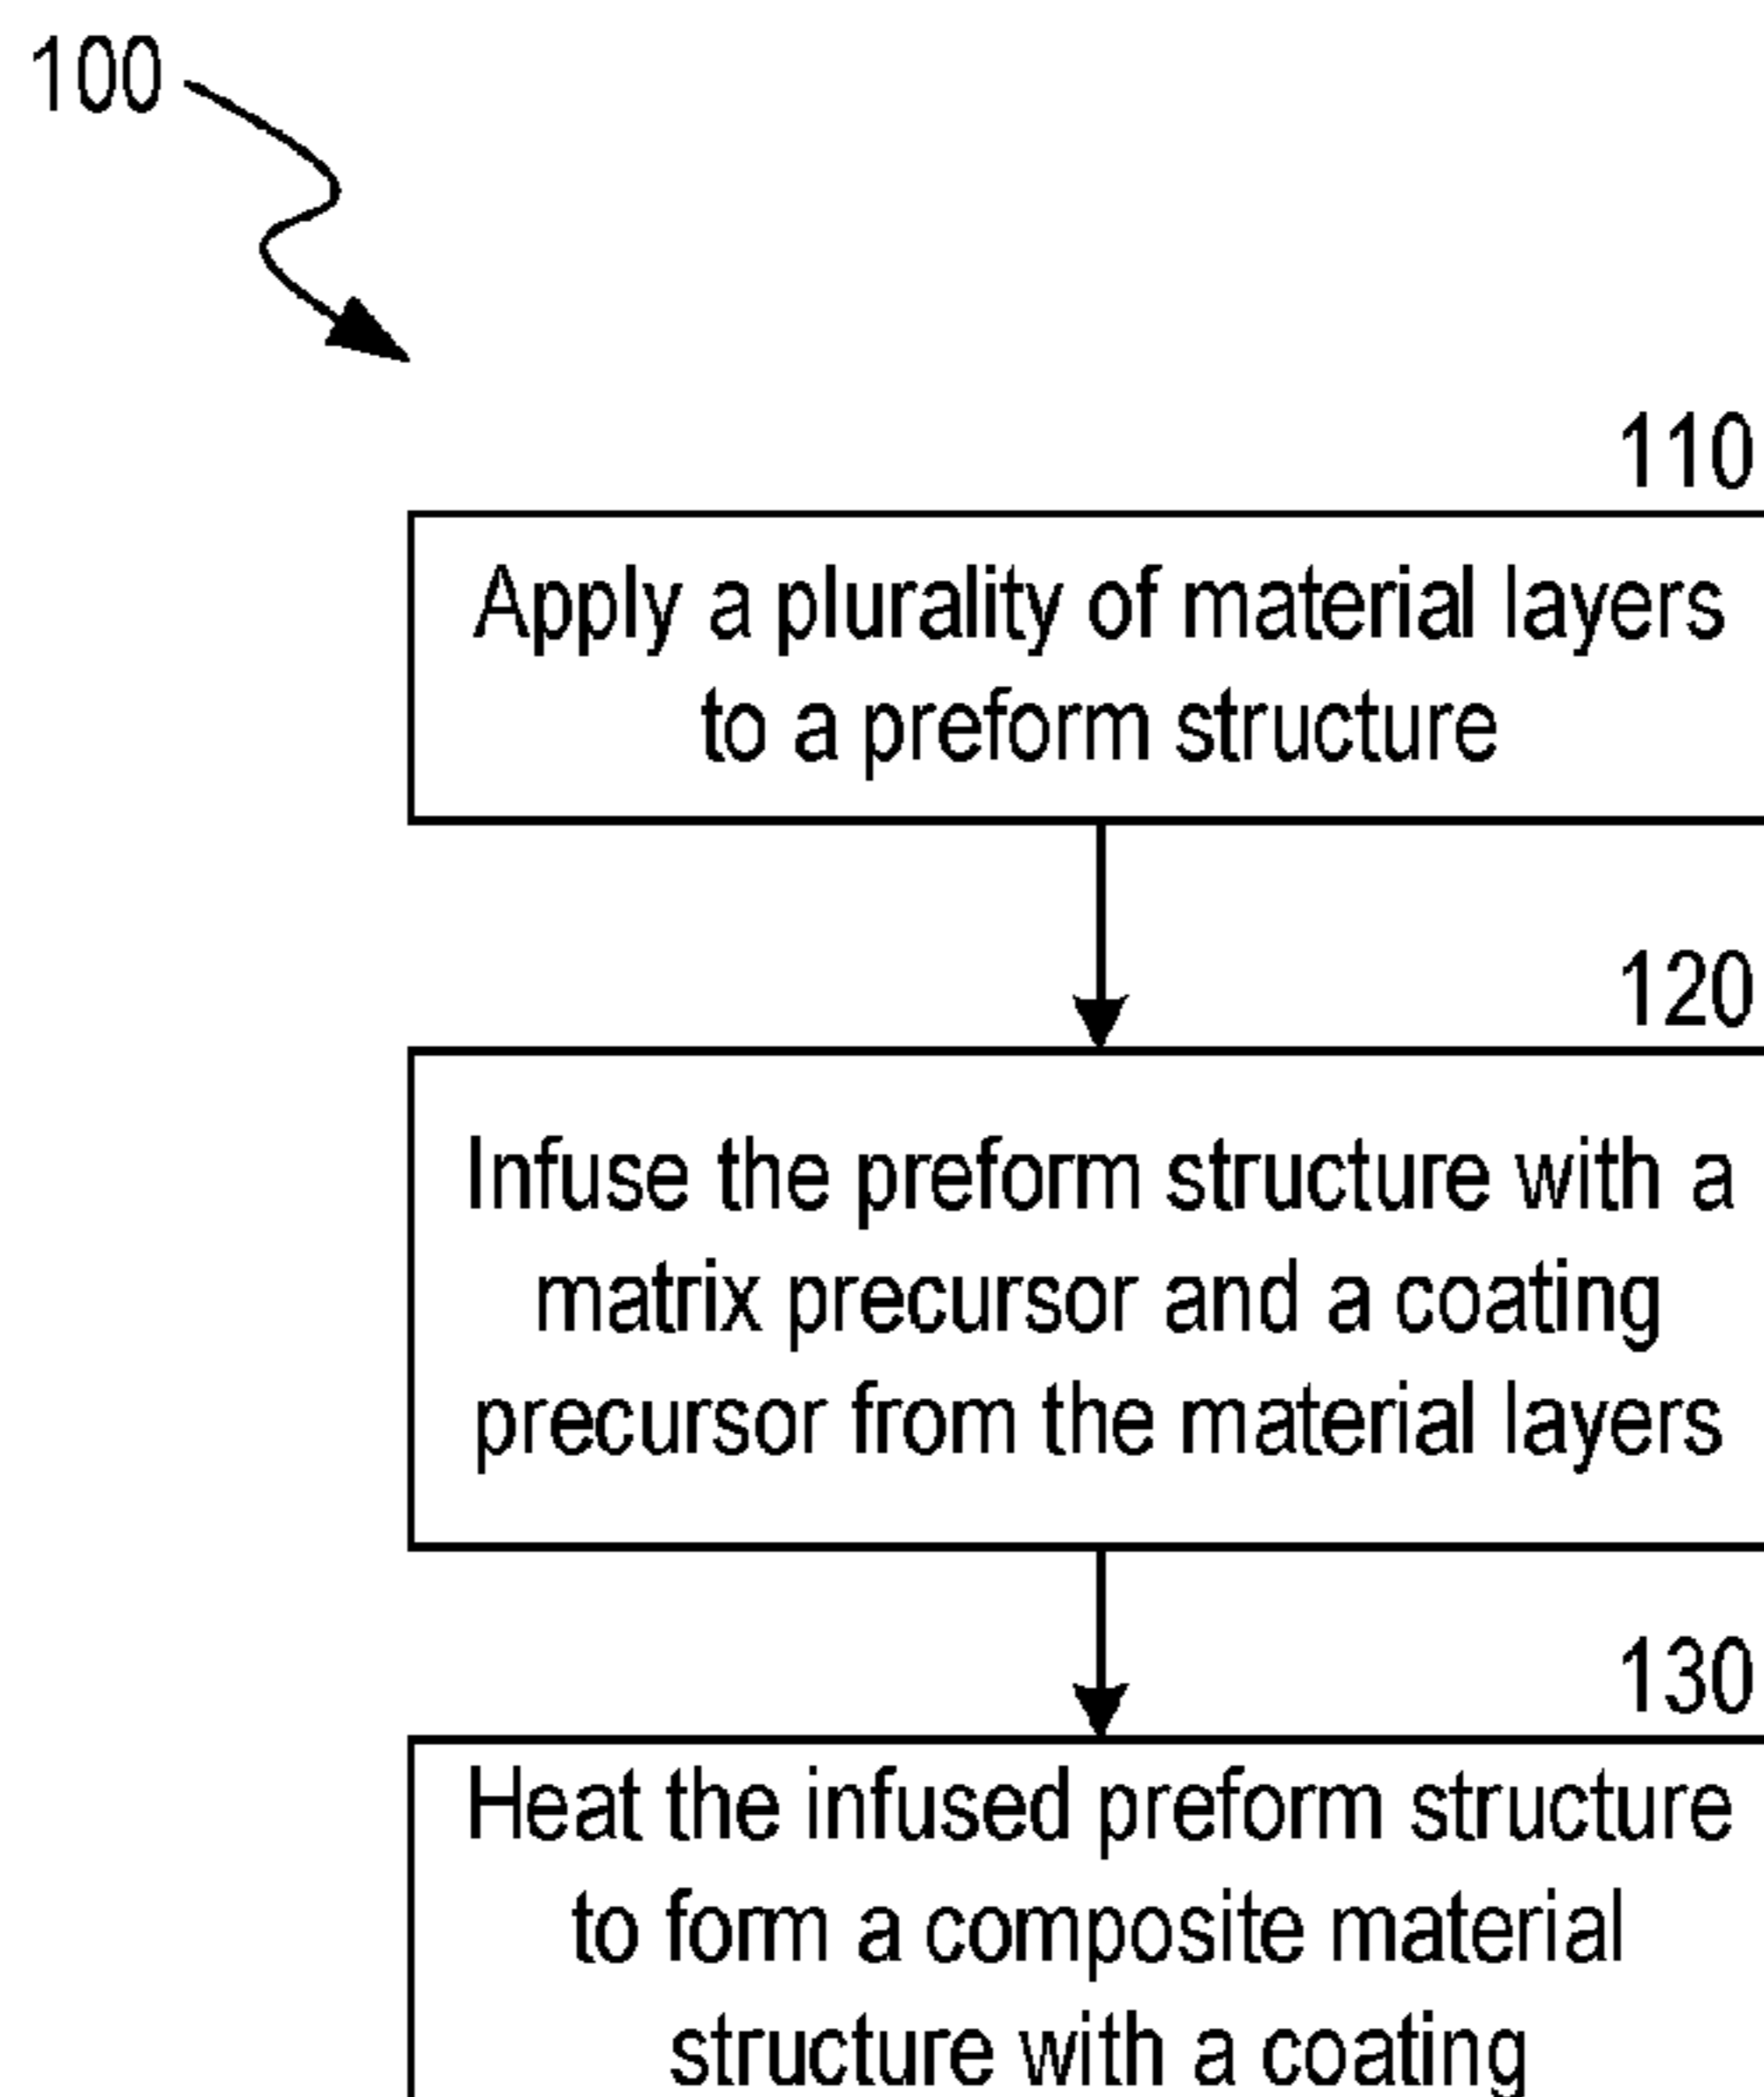 100
110
Apply a plurality of material layers
to a preform structure
120
Infuse the preform structure with a
matrix precursor and a coating
precursor from the material layers
130
Heat the infused preform structure
to form a composite material
structure with a coating